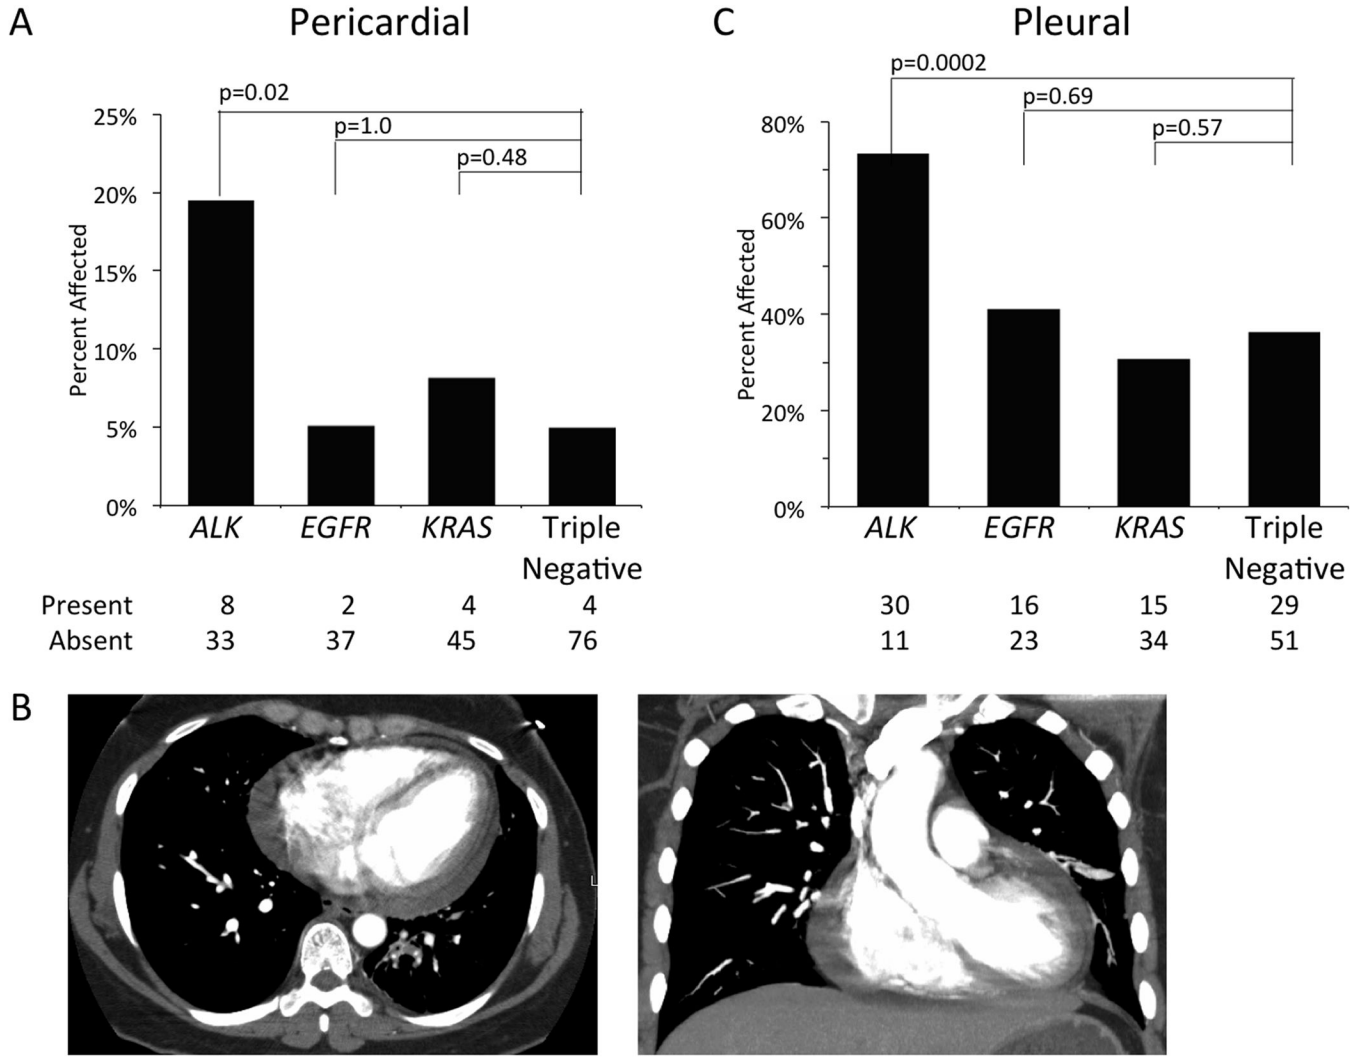 A
Pericardial
p=0.02
p=1.0
p=0.48
25%
20%
15%
10%
5%
0%
Percent Affected
ALK EGFR KRAS Triple Negative
Present 8 2 4 4
Absent 33 37 45 76
C
Pleural
p=0.0002
p=0.69
p=0.57
80%
60%
40%
20%
0%
Percent Affected
ALK EGFR KRAS Triple Negative
30 16 15 29
11 23 34 51
B
L